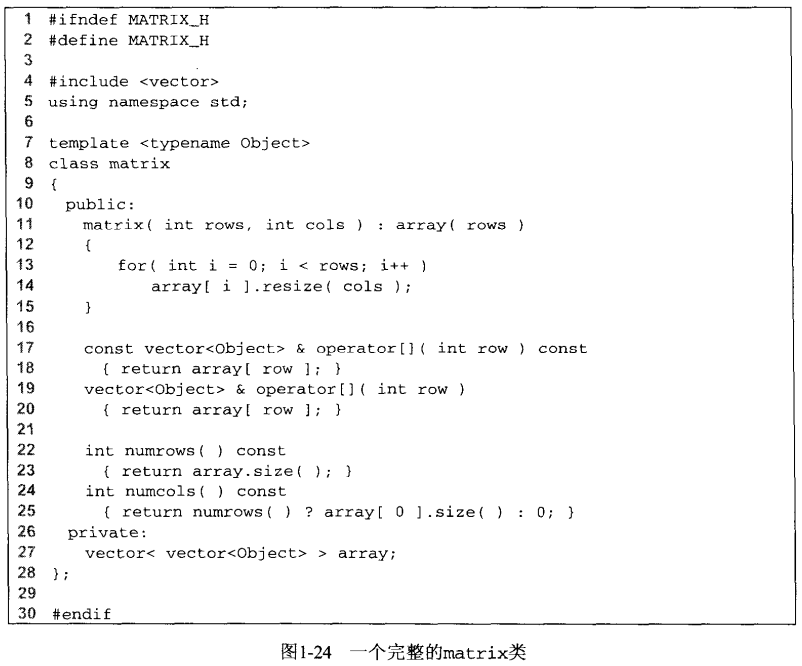 1 #ifndef MATRIX_H
2 #define MATRIX_H
3
4 #include <vector>
5 using namespace std;
6
7 template <typename Object>
8 class matrix
9 {
10 public:
11 matrix( int rows, int cols ) : array( rows )
12 {
13 for( int i = 0; i < rows; i++ )
14 array[ i ].resize( cols );
15 }
16
17 const vector<Object> & operator[]( int row ) const
18 { return array[ row ]; }
19 vector<Object> & operator[]( int row )
20 { return array[ row ]; }
21
22 int numrows( ) const
23 { return array.size( ); }
24 int numcols( ) const
25 { return numrows( ) ? array[ 0 ].size( ) : 0; }
26 private:
27 vector< vector<Object> > array;
28 };
29
30 #endif
图1-24 一个完整的matrix类